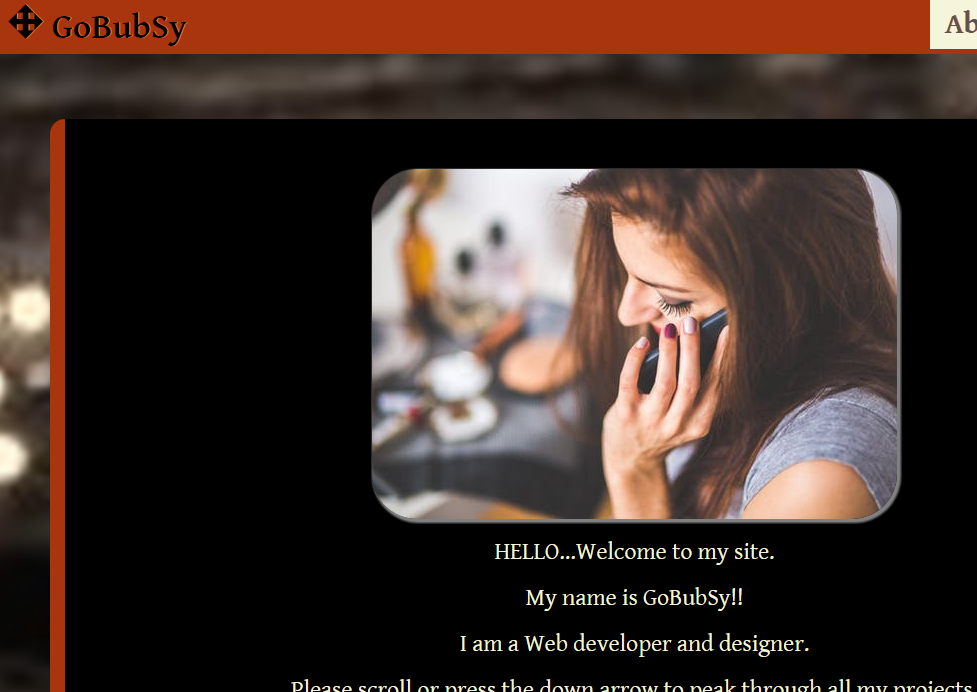 GoBubSy
Ab
HELLO...Welcome to my site.
My name is GoBubSy!!
I am a Web developer and designer.
Please scroll or press the down arrow to peak through all my projects